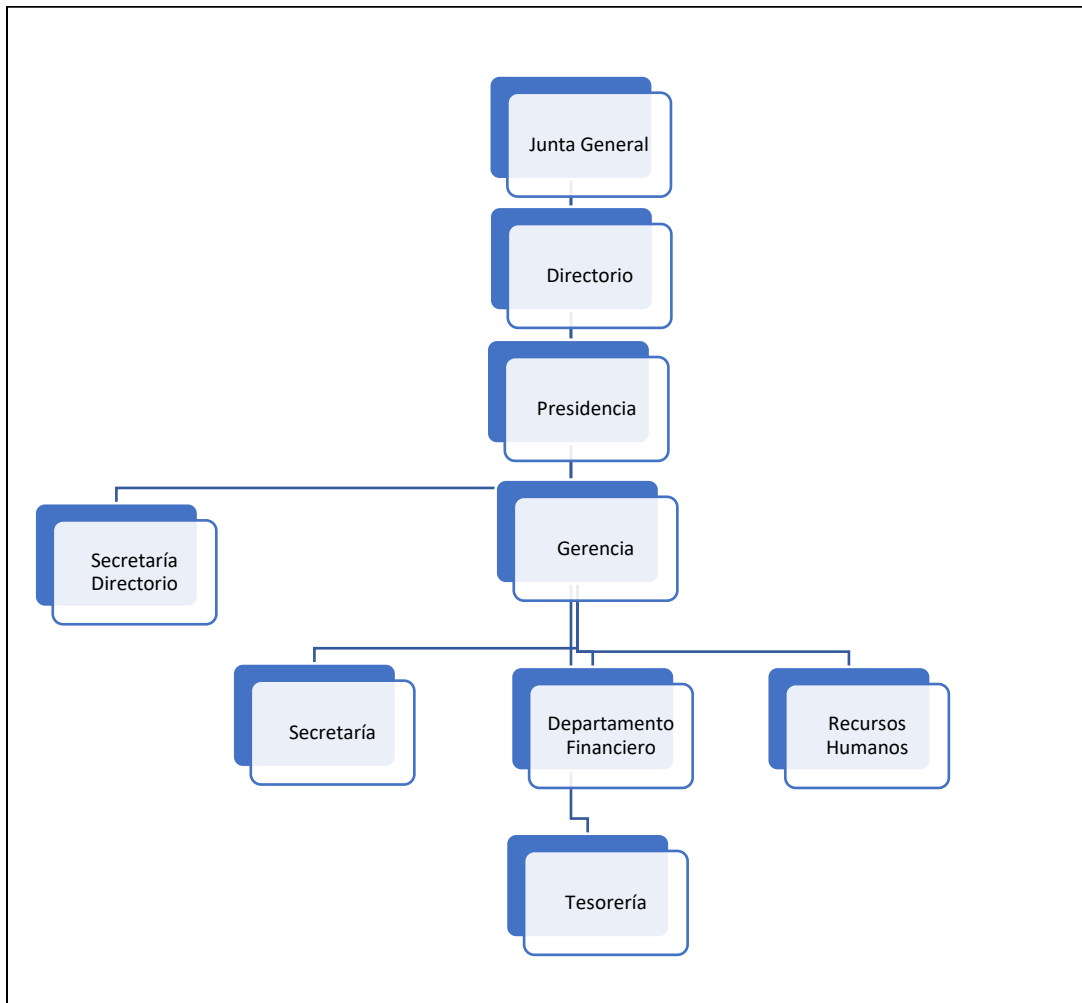 Junta General
Directorio
Presidencia
Gerencia
Secretaría
Directorio
Secretaría
Departamento
Financiero
Recursos
Humanos
Tesorería